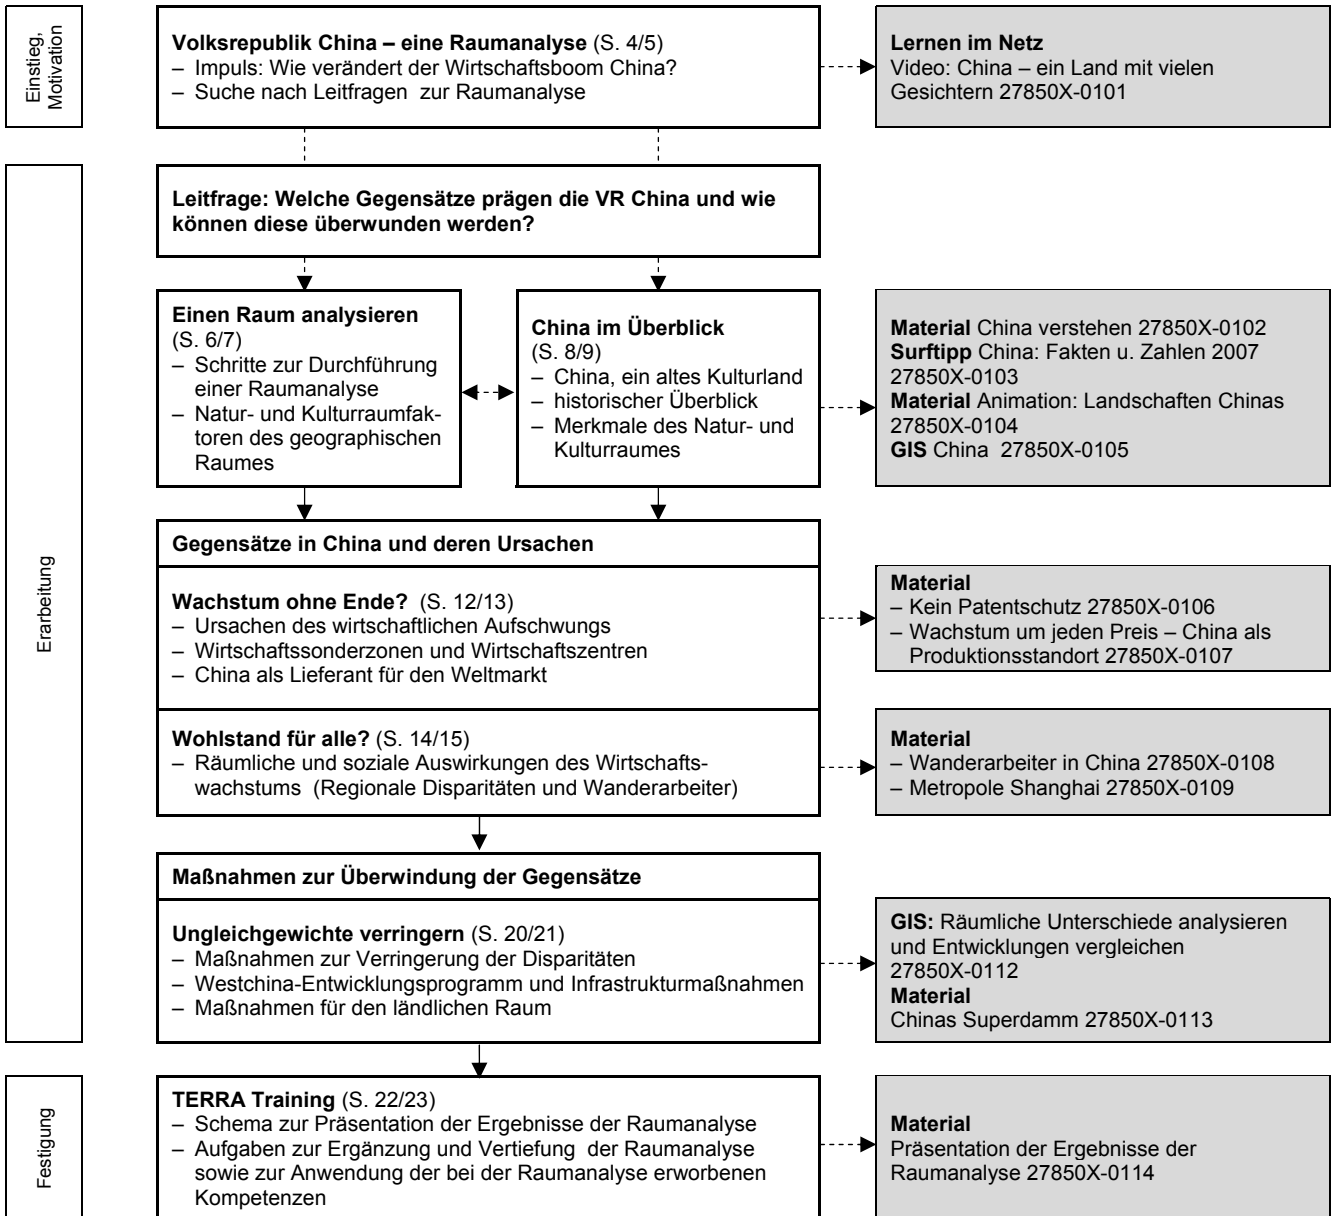 Einstieg,
Motivation
Volksrepublik China – eine Raumanalyse (S. 4/5)
– Impuls: Wie verändert der Wirtschaftsboom China?
– Suche nach Leitfragen zur Raumanalyse
Lernen im Netz
Video: China – ein Land mit vielen
Gesichtern 27850X-0101
Erarbeitung
Leitfrage: Welche Gegensätze prägen die VR China und wie
können diese überwunden werden?
Einen Raum analysieren
(S. 6/7)
– Schritte zur Durchführung
einer Raumanalyse
– Natur- und Kulturraumfak-
toren des geographischen
Raumes
China im Überblick
(S. 8/9)
– China, ein altes Kulturland
– historischer Überblick
– Merkmale des Natur- und
Kulturraumes
Material China verstehen 27850X-0102
Surftipp China: Fakten u. Zahlen 2007
27850X-0103
Material Animation: Landschaften Chinas
27850X-0104
GIS China 27850X-0105
Gegensätze in China und deren Ursachen
Wachstum ohne Ende? (S. 12/13)
– Ursachen des wirtschaftlichen Aufschwungs
– Wirtschaftssonderzonen und Wirtschaftszentren
– China als Lieferant für den Weltmarkt
Material
– Kein Patentschutz 27850X-0106
– Wachstum um jeden Preis – China als
Produktionsstandort 27850X-0107
Wohlstand für alle? (S. 14/15)
– Räumliche und soziale Auswirkungen des Wirtschafts-
wachstums (Regionale Disparitäten und Wanderarbeiter)
Material
– Wanderarbeiter in China 27850X-0108
– Metropole Shanghai 27850X-0109
Maßnahmen zur Überwindung der Gegensätze
Ungleichgewichte verringern (S. 20/21)
– Maßnahmen zur Verringerung der Disparitäten
– Westchina-Entwicklungsprogramm und Infrastrukturmaßnahmen
– Maßnahmen für den ländlichen Raum
GIS: Räumliche Unterschiede analysieren
und Entwicklungen vergleichen
27850X-0112
Material
Chinas Superdamm 27850X-0113
Festigung
TERRA Training (S. 22/23)
– Schema zur Präsentation der Ergebnisse der Raumanalyse
– Aufgaben zur Ergänzung und Vertiefung der Raumanalyse
sowie zur Anwendung der bei der Raumanalyse erworbenen
Kompetenzen
Material
Präsentation der Ergebnisse der
Raumanalyse 27850X-0114